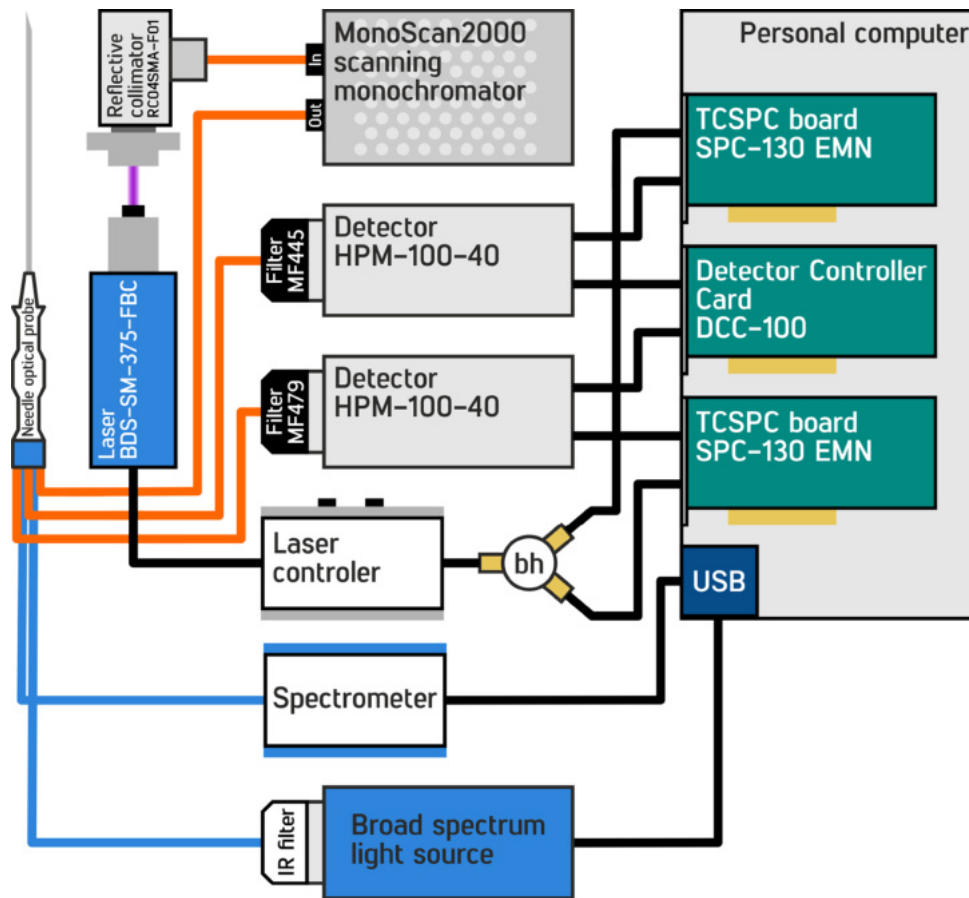 Reflective
collimator
RC04SMA-F01
In
Out
MonoScan2000
scanning
monochromator
Personal computer
TCSPC board
SPC-130 EMN
Filter
MF445
Detector
HPM-100-40
Detector Controller
Card
DCC-100
Needle optical probe
Laser
BDS-SM-375-FBC
Filter
MF479
Detector
HPM-100-40
TCSPC board
SPC-130 EMN
Laser
controler
bh
USB
Spectrometer
IR filter
Broad spectrum
light source